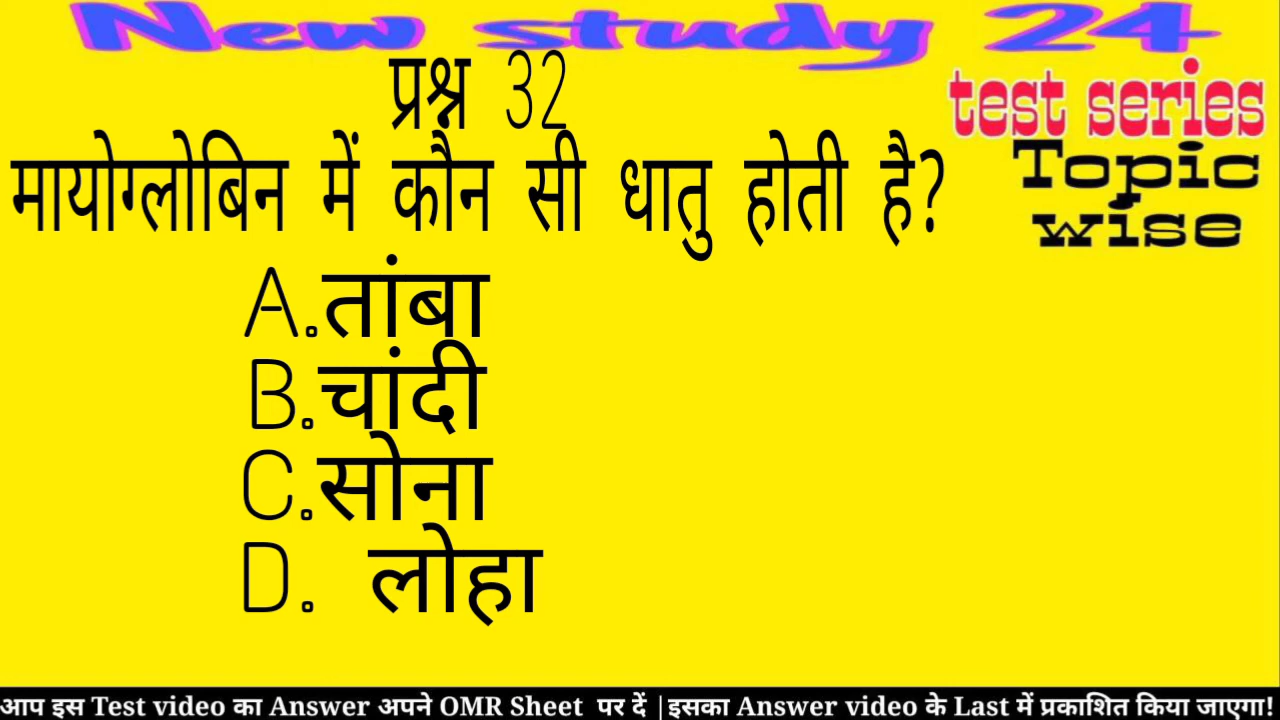 New study 24
प्रश्न 32
test series
मायोग्लोबिन में कौन सी धातु होती है?
Topic
wise
A.तांबा
B.चांदी
C.सोना
D. लोहा
आप इस Test video का Answer अपने OMR Sheet पर दें |इसका Answer video के Last में प्रकाशित किया जाएगा!